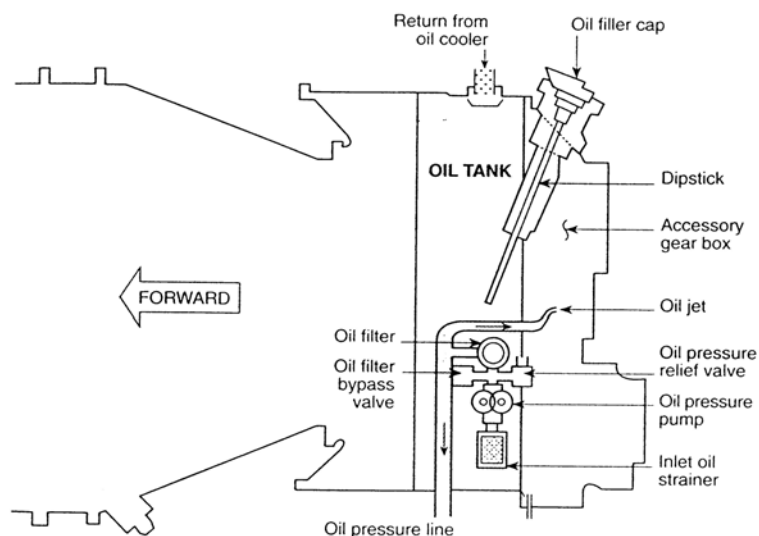 Return from
oil cooler
Oil filler cap
OIL TANK
Dipstick
Accessory
gear box
FORWARD
Oil jet
Oil filter
Oil filter
bypass
valve
Oil pressure
relief valve
Oil pressure
pump
Inlet oil
strainer
Oil pressure line